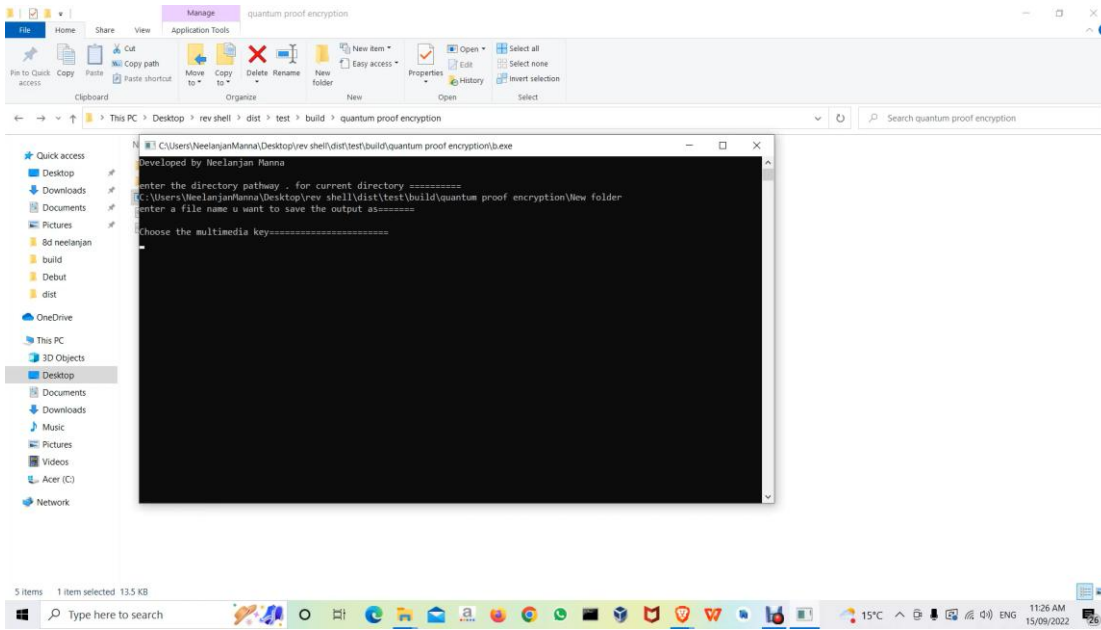 Manage
quantum proof encryption
File
Home
Share
View
Application Tools
Pin to Quick access
Copy
Paste
Cut
Copy path
Paste shortcut
Clipboard
Move to
Copy to
Delete
Rename
Organize
New folder
New item
Easy access
New
Properties
Open
Edit
History
Open
Select all
Select none
Invert selection
Select
This PC > Desktop > rev shell > dist > test > build > quantum proof encryption
Search quantum proof encryption
C:\Users\NeelanjanManna\Desktop\rev shell\dist\test\build\quantum proof encryption\b.exe
Developed by Neelanjan Manna
enter the directory pathway . for current directory ==========
C:\Users\NeelanjanManna\Desktop\rev shell\dist\test\build\quantum proof encryption\New folder
enter a file name u want to save the output as=======
Choose the multimedia key=======================
Quick access
Desktop
Downloads
Documents
Pictures
8d neelanjan
build
Debut
dist
OneDrive
This PC
3D Objects
Desktop
Documents
Downloads
Music
Pictures
Videos
Acer (C:)
Network
5 items
1 item selected 13.5 KB
Type here to search
15°C
ENG
11:26 AM
15/09/2022
26